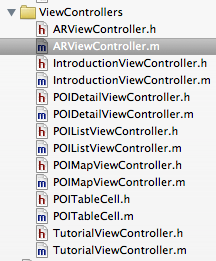 ViewControllers
h ARViewController.h
m ARViewController.m
h IntroductionViewController.h
m IntroductionViewController.m
h POIDetailViewController.h
m POIDetailViewController.m
h POIListViewController.h
m POIListViewController.m
h POIMapViewController.h
m POIMapViewController.m
h POITableCell.h
m POITableCell.m
h TutorialViewController.h
m TutorialViewController.m